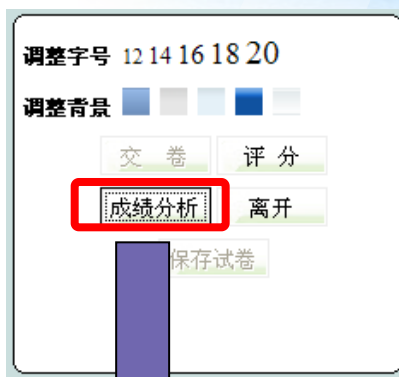 调整字号 12 14 16 18 20
调整背景
交 卷 评 分
成绩分析 离开
保存试卷